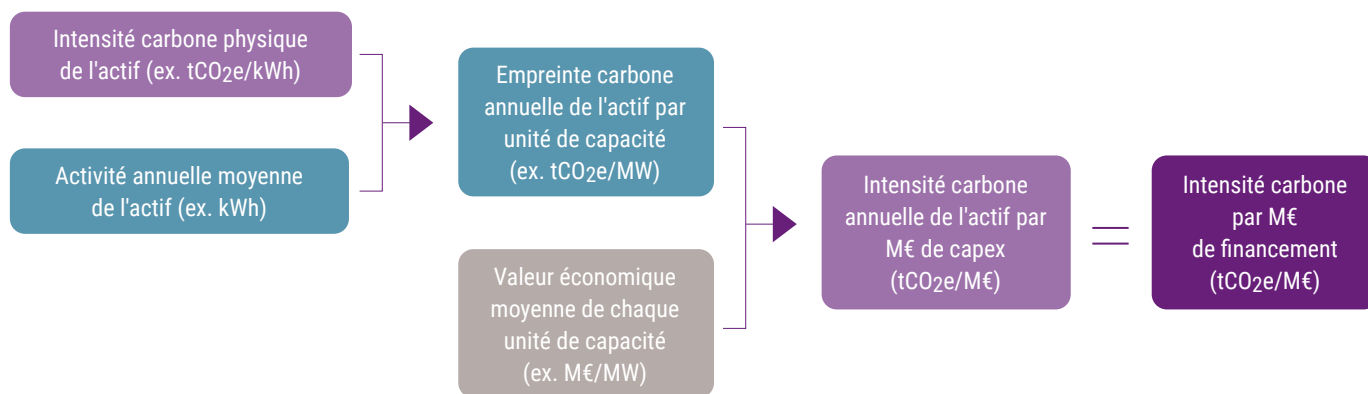 Intensité carbone physique
de l'actif (ex. tCO2e/kWh)
Activité annuelle moyenne
de l'actif (ex. kWh)
Empreinte carbone
annuelle de l'actif par
unité de capacité
(ex. tCO2e/MW)
Valeur économique
moyenne de chaque
unité de capacité
(ex. M€/MW)
Intensité carbone
annuelle de l'actif par
M€ de capex
(tCO2e/M€)
=
Intensité carbone
par M€
de financement
(tCO2e/M€)